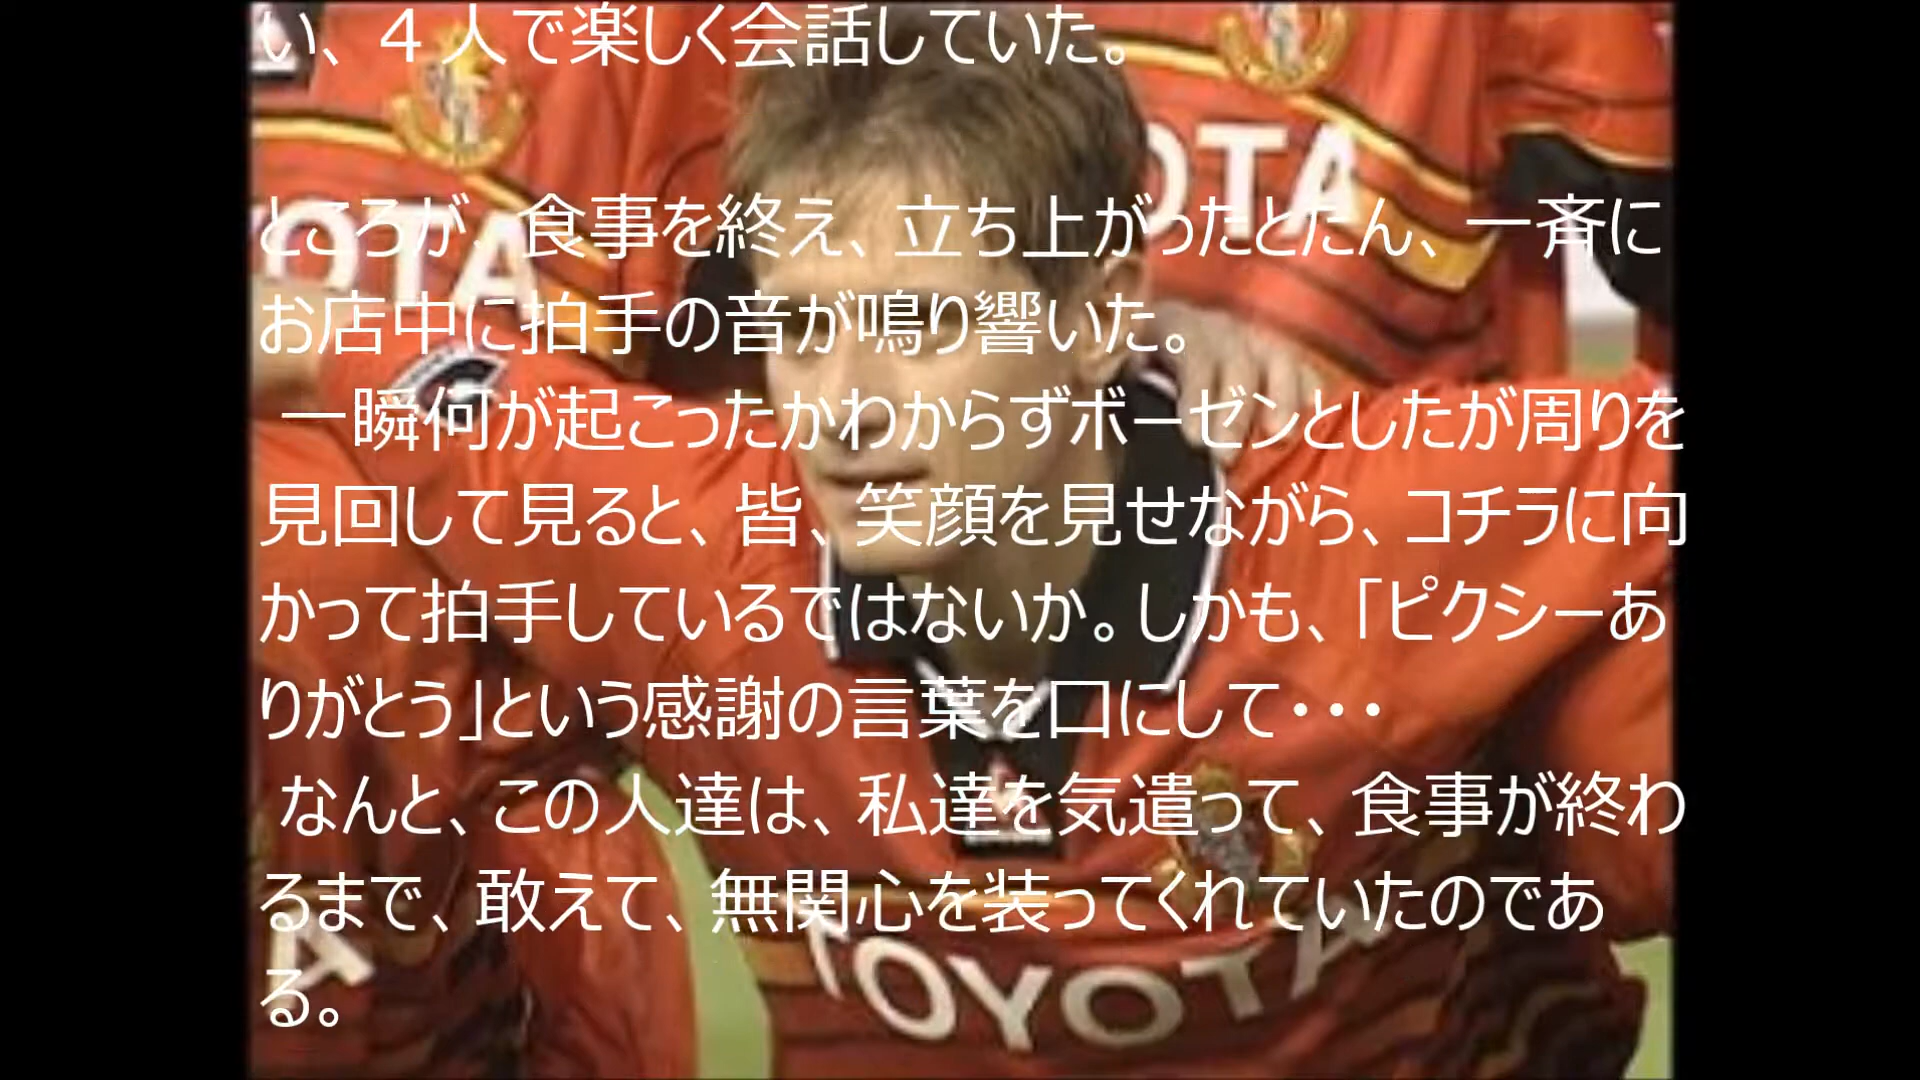 い、４人で楽しく会話していた。
ところが、食事を終え、立ち上がったとたん、一斉に
お店中に拍手の音が鳴り響いた。
一瞬何が起こったかわからずボーゼンとしたが周りを
見回して見ると、皆、笑顔を見せながら、コチラに向
かって拍手しているではないか。しかも、「ピクシーあ
りがとう」という感謝の言葉を口にして・・・
なんと、この人達は、私達を気遣って、食事が終わ
るまで、敢えて、無関心を装ってくれていたのであ
る。
OTA
YOTA
A
TOYOTA